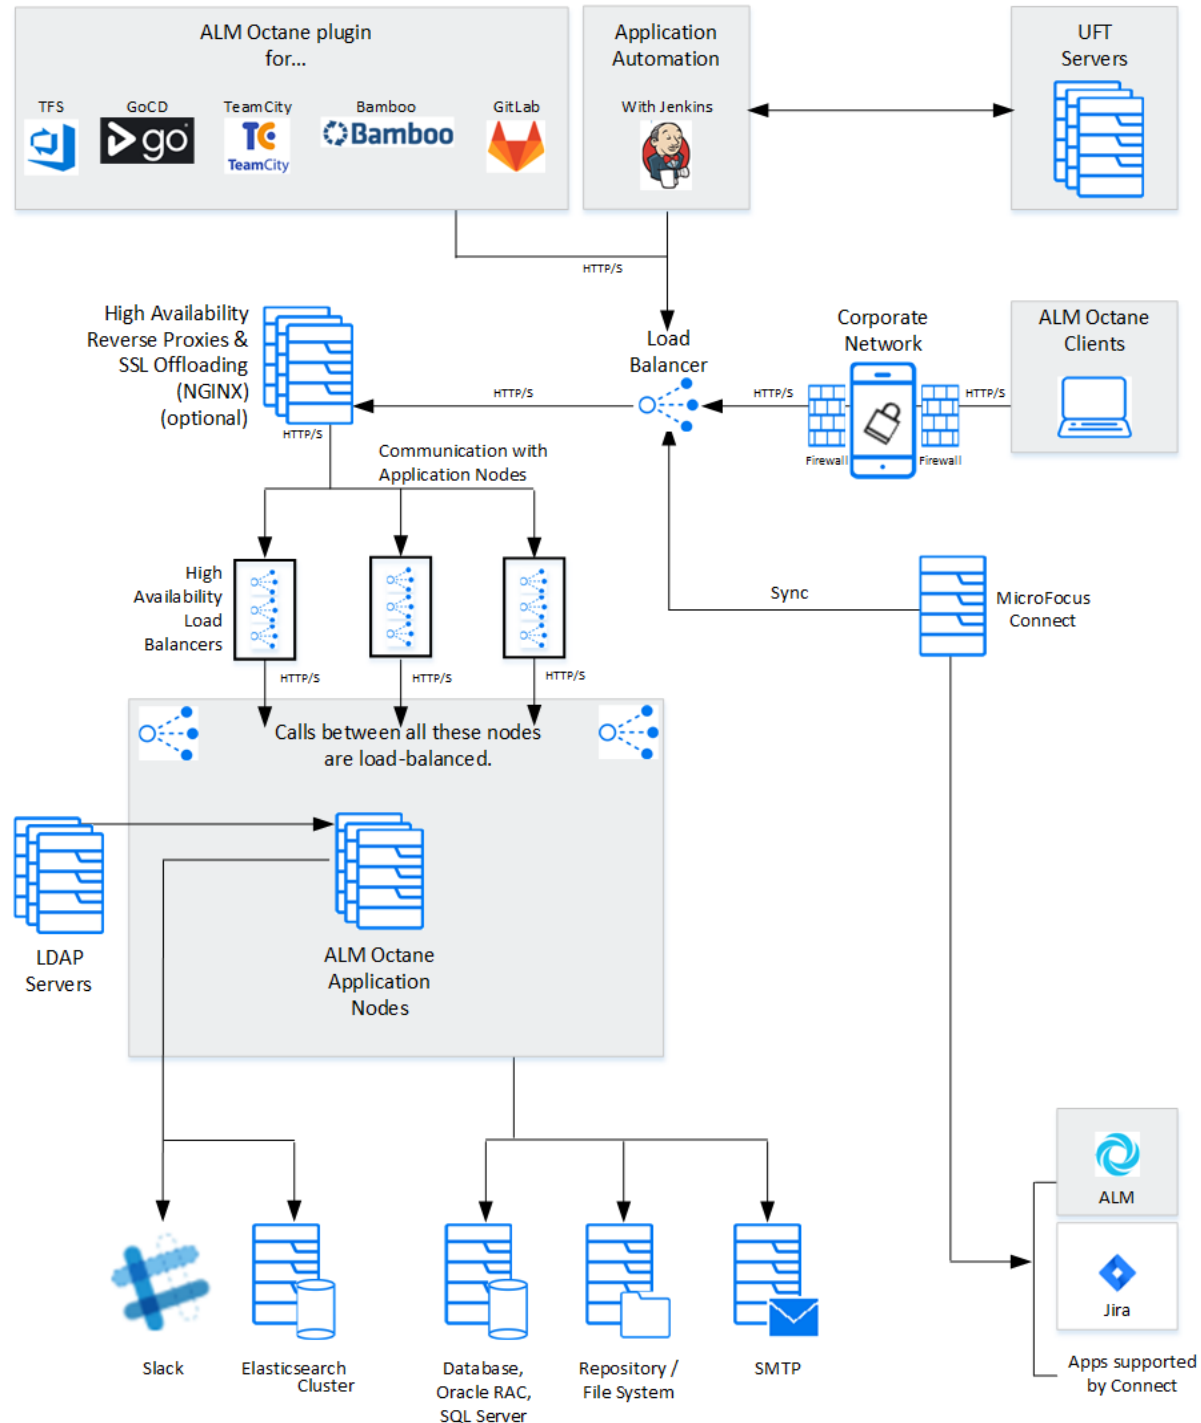 ALM Octane plugin
for...
TFS
GoCD
TeamCity
Bamboo
GitLab
go
TC
TeamCity
Bamboo
Application
Automation
With Jenkins
UFT
Servers
HTTP/S
High Availability
Reverse Proxies &
SSL Offloading
(NGINX)
(optional)
HTTP/S
Load
Balancer
HTTP/S
Corporate
Network
HTTP/S
HTTP/S
Firewall
Firewall
ALM Octane
Clients
Communication with
Application Nodes
High
Availability
Load
Balancers
HTTP/S
HTTP/S
HTTP/S
Sync
MicroFocus
Connect
Calls between all these nodes
are load-balanced.
LDAP
Servers
ALM Octane
Application
Nodes
ALM
Jira
Apps supported
by Connect
Slack
Elasticsearch
Cluster
Database,
Oracle RAC,
SQL Server
Repository /
File System
SMTP